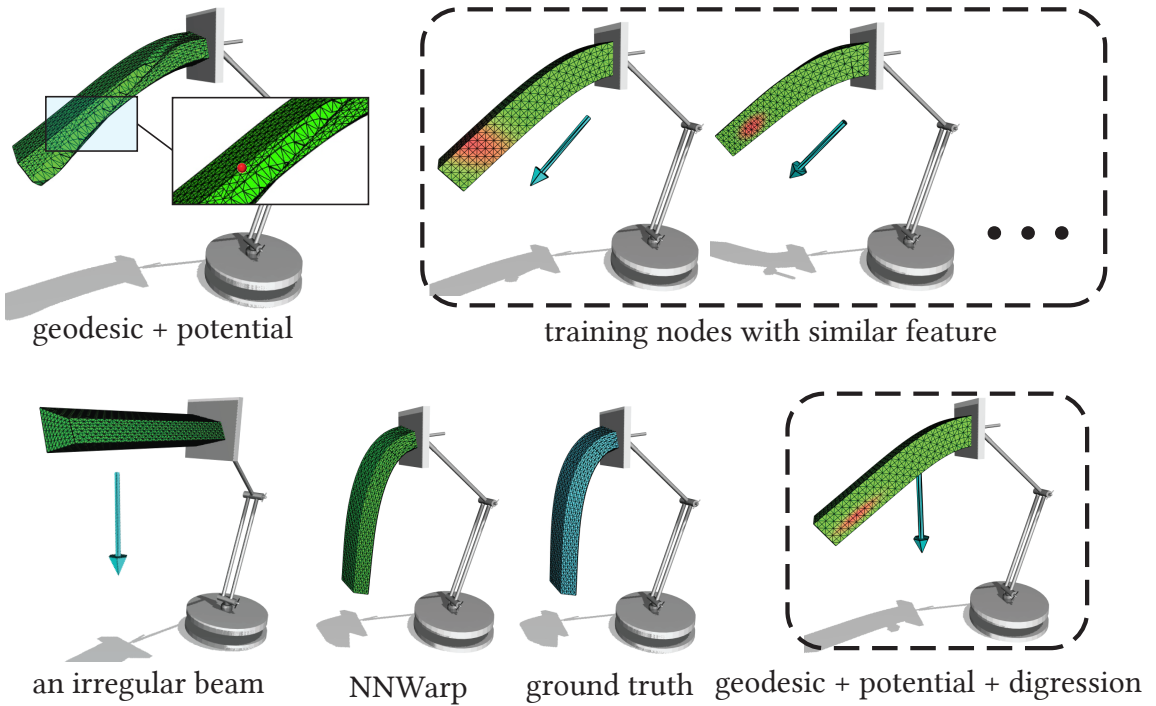 geodesic + potential
training nodes with similar feature
an irregular beam
NNWarp
ground truth
geodesic + potential + digression